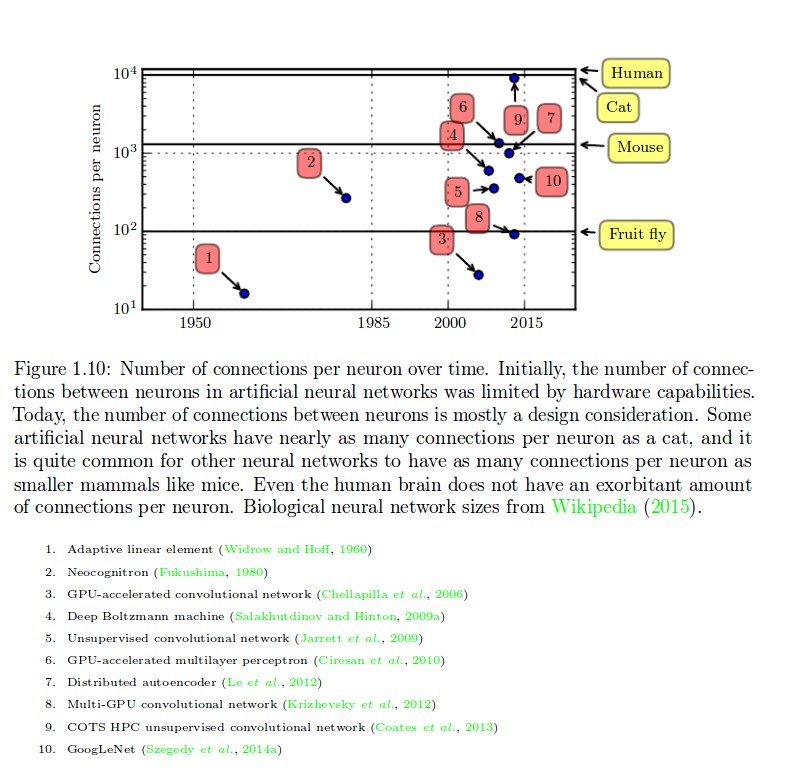 10⁴
10³
10²
10¹
Connections per neuron
1950
1985
2000
2015
1
2
3
4
5
6
7
8
9
10
Human
Cat
Mouse
Fruit fly
Figure 1.10: Number of connections per neuron over time. Initially, the number of connec-
tions between neurons in artificial neural networks was limited by hardware capabilities.
Today, the number of connections between neurons is mostly a design consideration. Some
artificial neural networks have nearly as many connections per neuron as a cat, and it
is quite common for other neural networks to have as many connections per neuron as
smaller mammals like mice. Even the human brain does not have an exorbitant amount
of connections per neuron. Biological neural network sizes from Wikipedia (2015).
1. Adaptive linear element (Widrow and Hoff, 1960)
2. Neocognitron (Fukushima, 1980)
3. GPU-accelerated convolutional network (Chellapilla et al., 2006)
4. Deep Boltzmann machine (Salakhutdinov and Hinton, 2009a)
5. Unsupervised convolutional network (Jarrett et al., 2009)
6. GPU-accelerated multilayer perceptron (Ciresan et al., 2010)
7. Distributed autoencoder (Le et al., 2012)
8. Multi-GPU convolutional network (Krizhevsky et al., 2012)
9. COTS HPC unsupervised convolutional network (Coates et al., 2013)
10. GoogLeNet (Szegedy et al., 2014a)